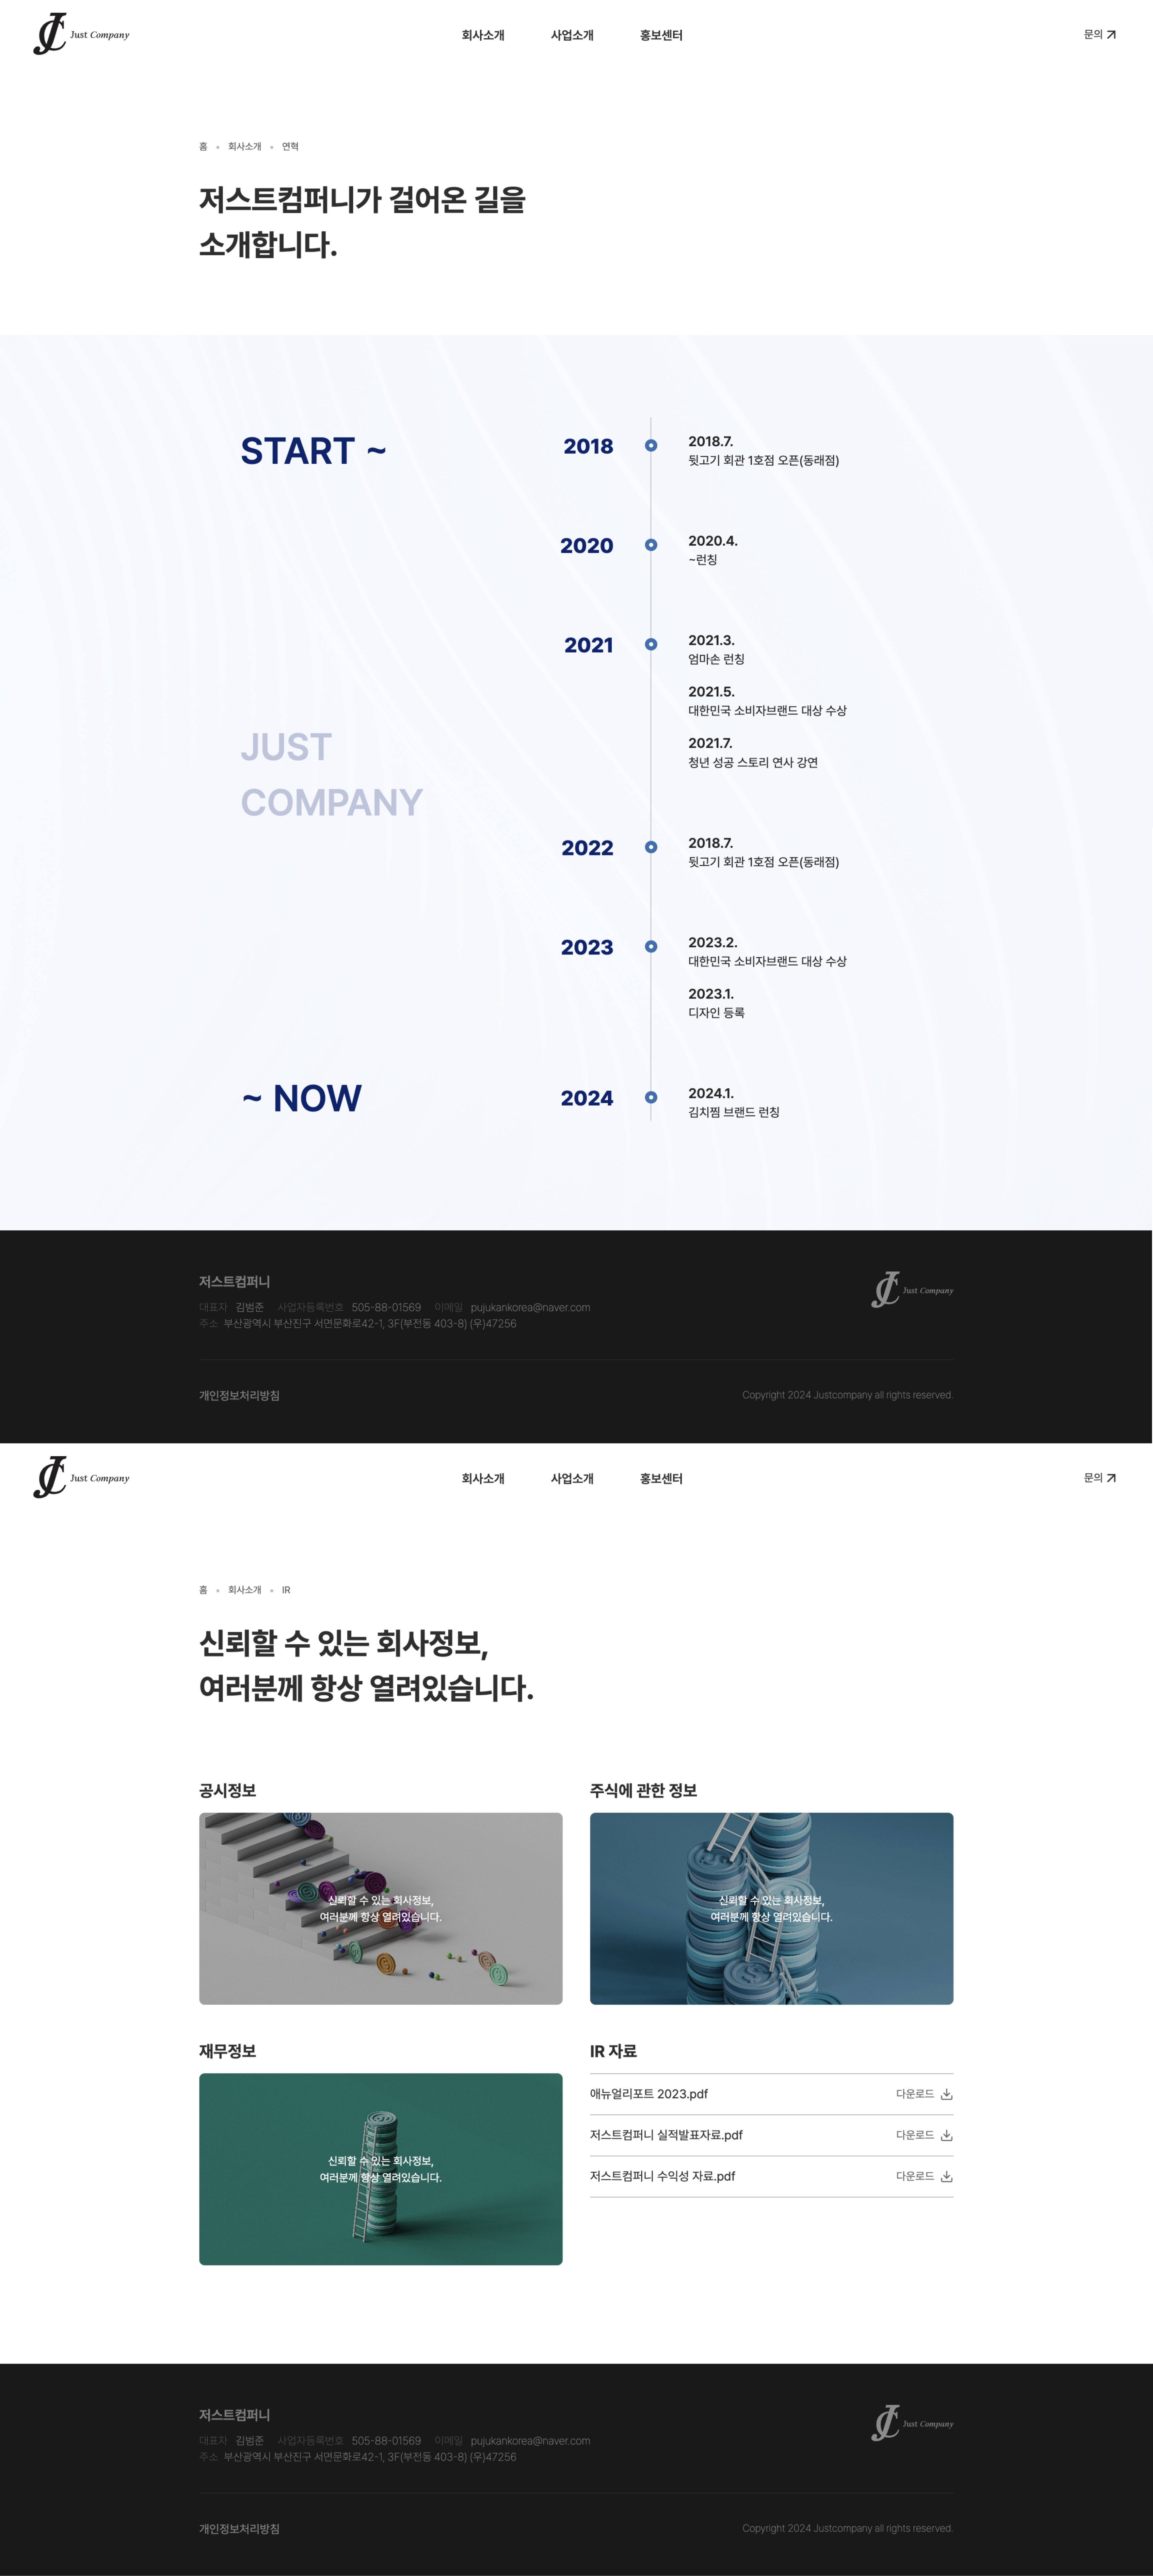 JC Just Company
회사소개 사업소개 홍보센터
문의
홈 • 회사소개 • 연혁
저스트컴퍼니가 걸어온 길을
소개합니다.
START ~
2018
2018.7.
뒷고기 회관 1호점 오픈(동래점)
2020
2020.4.
~런칭
2021
2021.3.
엄마손 런칭
2021.5.
대한민국 소비자브랜드 대상 수상
2021.7.
청년 성공 스토리 연사 강연
JUST
COMPANY
2022
2018.7.
뒷고기 회관 1호점 오픈(동래점)
2023
2023.2.
대한민국 소비자브랜드 대상 수상
2023.1.
디자인 등록
~ NOW
2024
2024.1.
김치찜 브랜드 런칭
저스트컴퍼니
JC Just Company
대표자 김범준 사업자등록번호 505-88-01569 이메일 pujukankorea@naver.com
주소 부산광역시 부산진구 서면문화로42-1, 3F(부전동 403-8) (우)47256
개인정보처리방침
Copyright 2024 Justcompany all rights reserved.
JC Just Company
회사소개 사업소개 홍보센터
문의
홈 • 회사소개 • IR
신뢰할 수 있는 회사정보,
여러분께 항상 열려있습니다.
공시정보
신뢰할 수 있는 회사정보,
여러분께 항상 열려있습니다.
주식에 관한 정보
신뢰할 수 있는 회사정보,
여러분께 항상 열려있습니다.
재무정보
신뢰할 수 있는 회사정보,
여러분께 항상 열려있습니다.
IR 자료
애뉴얼리포트 2023.pdf 다운로드
저스트컴퍼니 실적발표자료.pdf 다운로드
저스트컴퍼니 수익성 자료.pdf 다운로드
저스트컴퍼니
JC Just Company
대표자 김범준 사업자등록번호 505-88-01569 이메일 pujukankorea@naver.com
주소 부산광역시 부산진구 서면문화로42-1, 3F(부전동 403-8) (우)47256
개인정보처리방침
Copyright 2024 Justcompany all rights reserved.